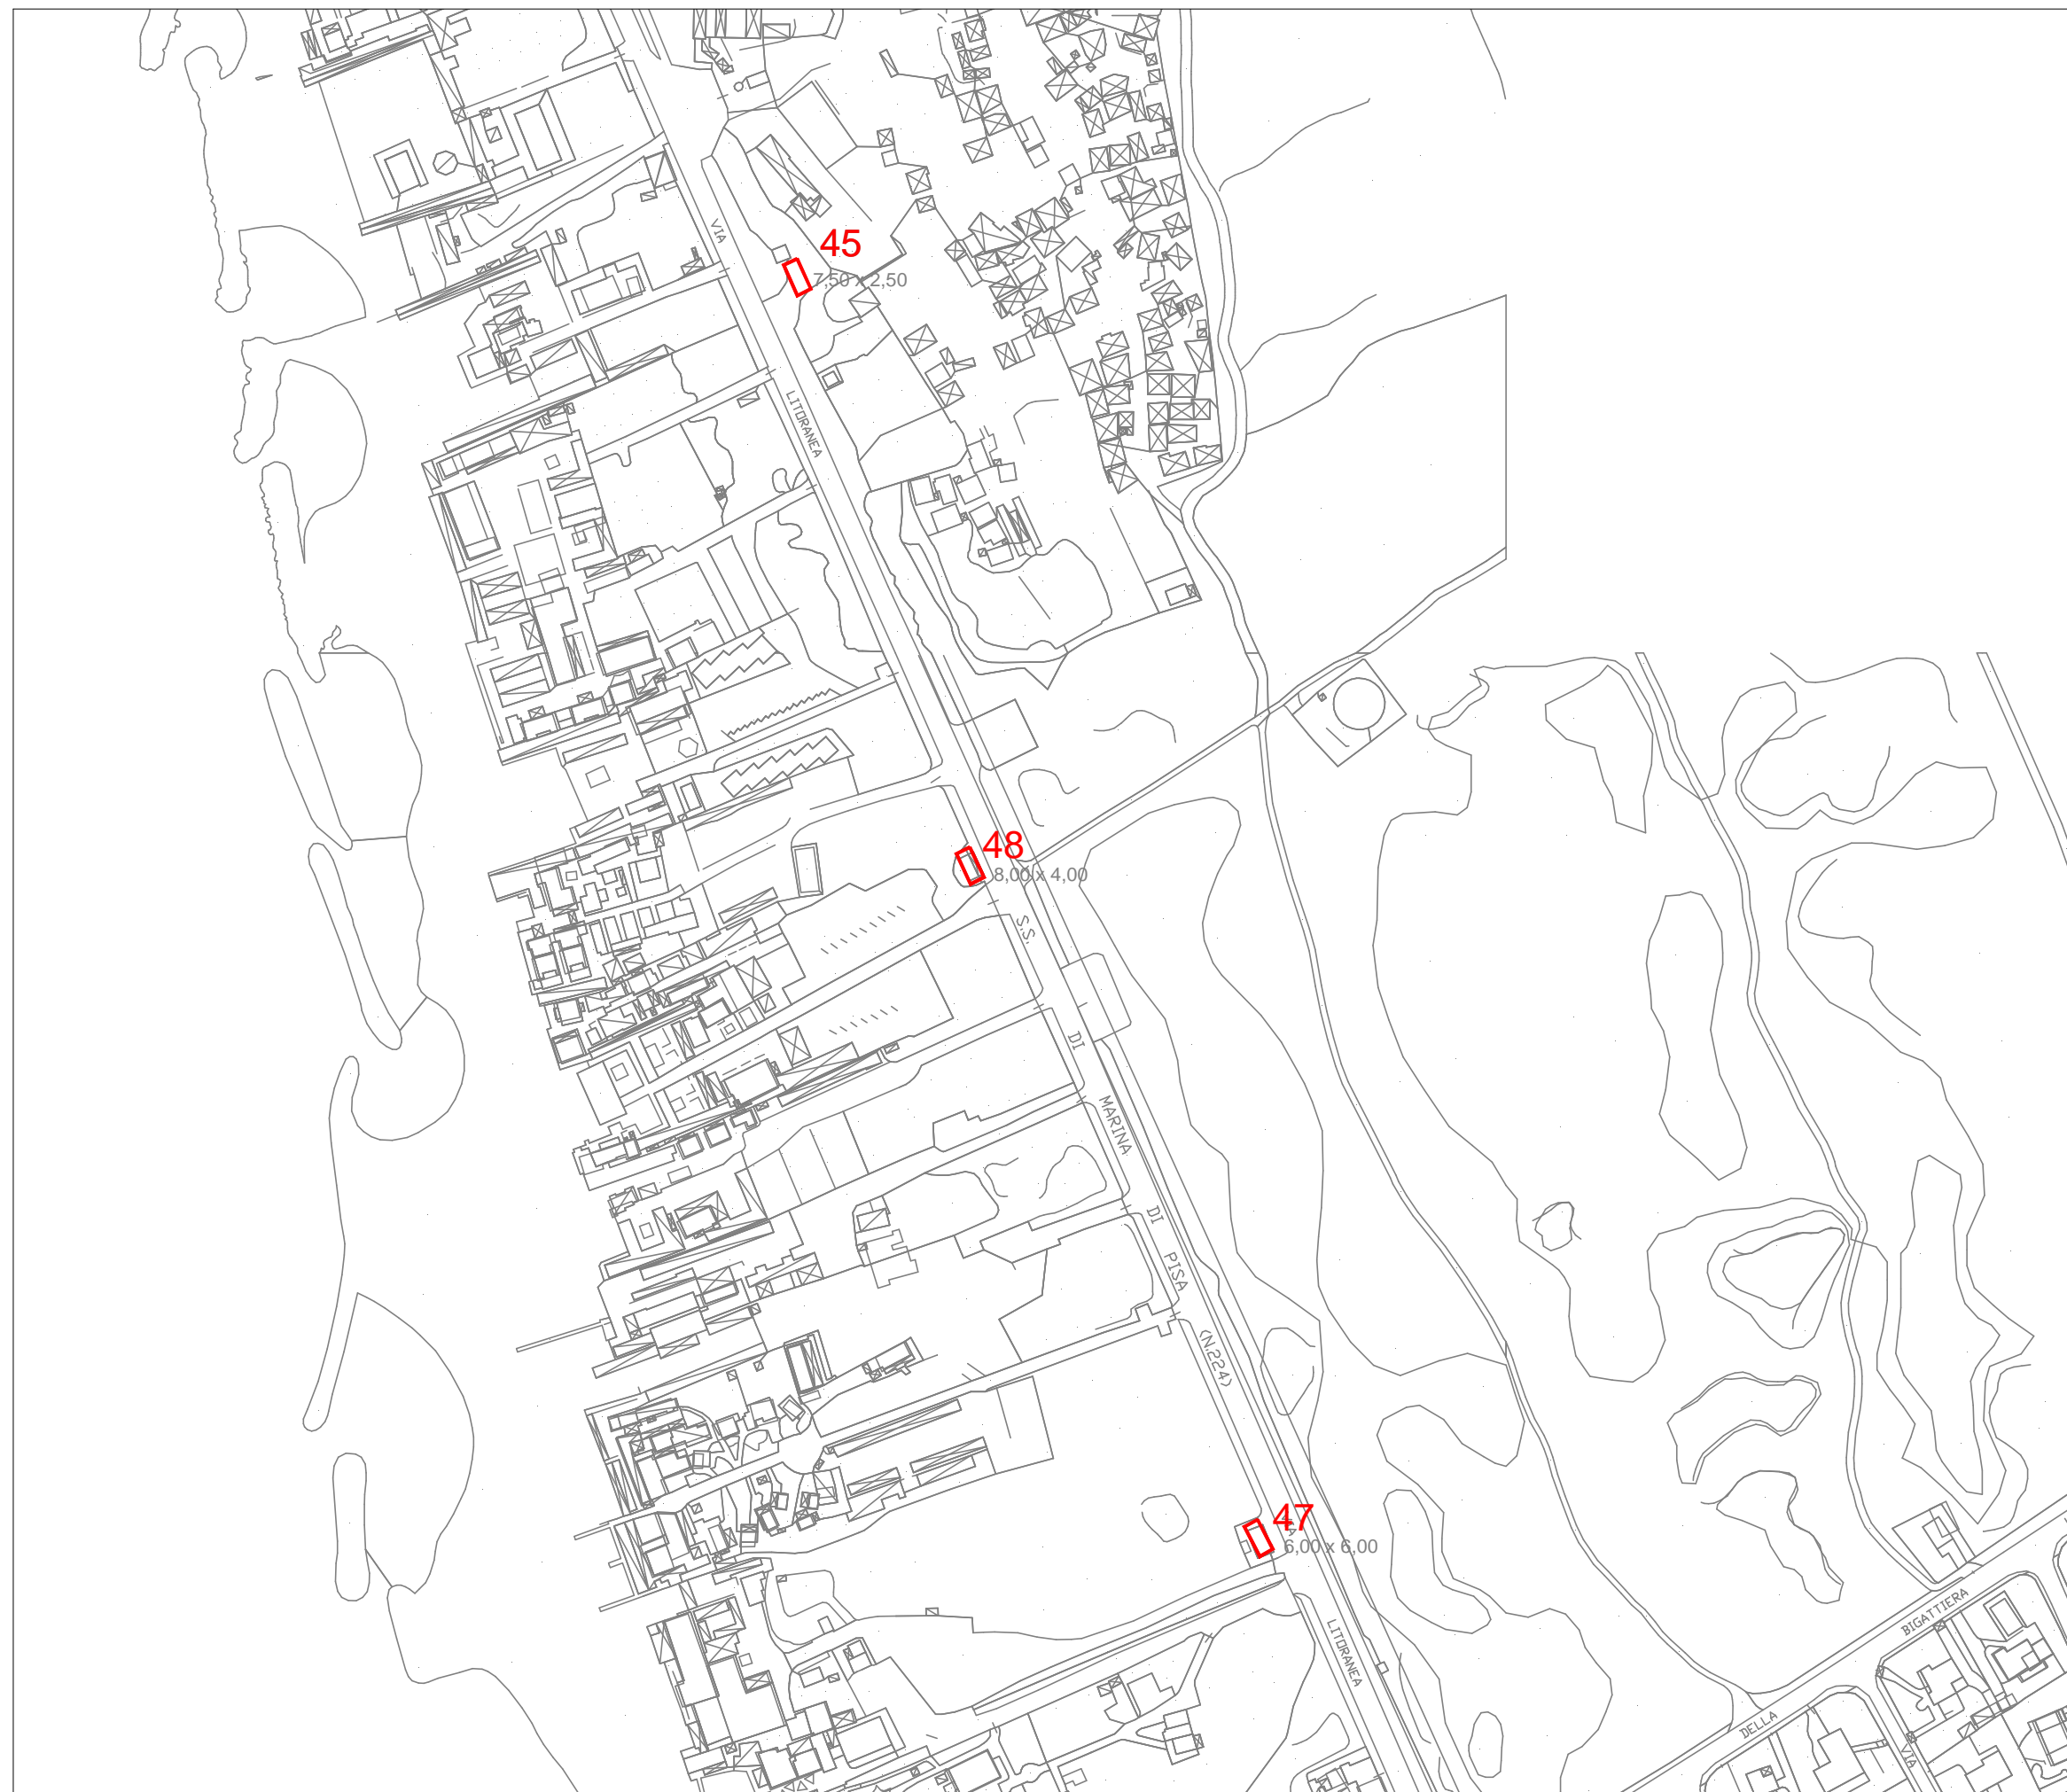 VIA
45
7,50 x 2,50
LITORANEA
48
8,00 x 4,00
S.S.
DI
MARINA
DI
PISA
(N.224)
47
6,00 x 6,00
LITORANEA
BIGATTIERA
DELLA
VIA